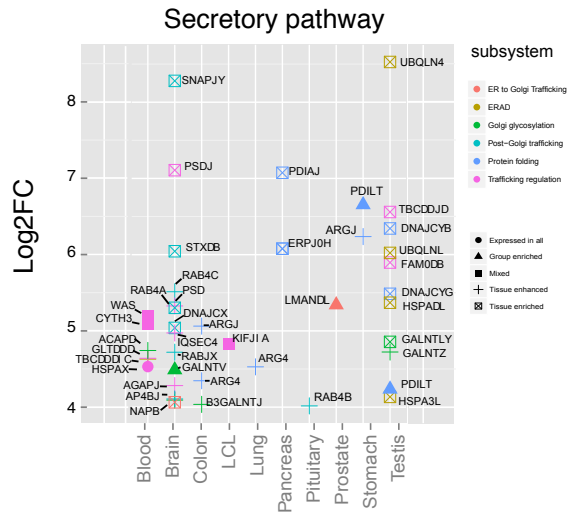 Secretory pathway
Log2FC
8
7
6
5
4
SNAPJY
UBQLN4
PSDJ
PDIAJ
PDILT
TBCDDJD
ARGJ
DNAJCYB
STXDB
ERPJ0H
UBQLNL
FAM0DB
RAB4C
RAB4A
PSD
DNAJCYG
LMANDL
HSPADL
WAS
CYTH3
DNAJCX
ARGJ
IQSEC4
KIFJI A
GALNTLY
ACAPD
GLTDDD
RABJX
GALNTZ
TBCDDDI C
HSPAX
GALNTV
ARG4
AGAPJ
ARG4
PDILT
AP4BJ
NAPB
B3GALNTJ
RAB4B
HSPA3L
Blood
Brain
Colon
LCL
Lung
Pancreas
Pituitary
Prostate
Stomach
Testis
subsystem
ER to Golgi Trafficking
ERAD
Golgi glycosylation
Post−Golgi trafficking
Protein folding
Trafficking regulation
Expressed in all
Group enriched
Mixed
Tissue enhanced
Tissue enriched